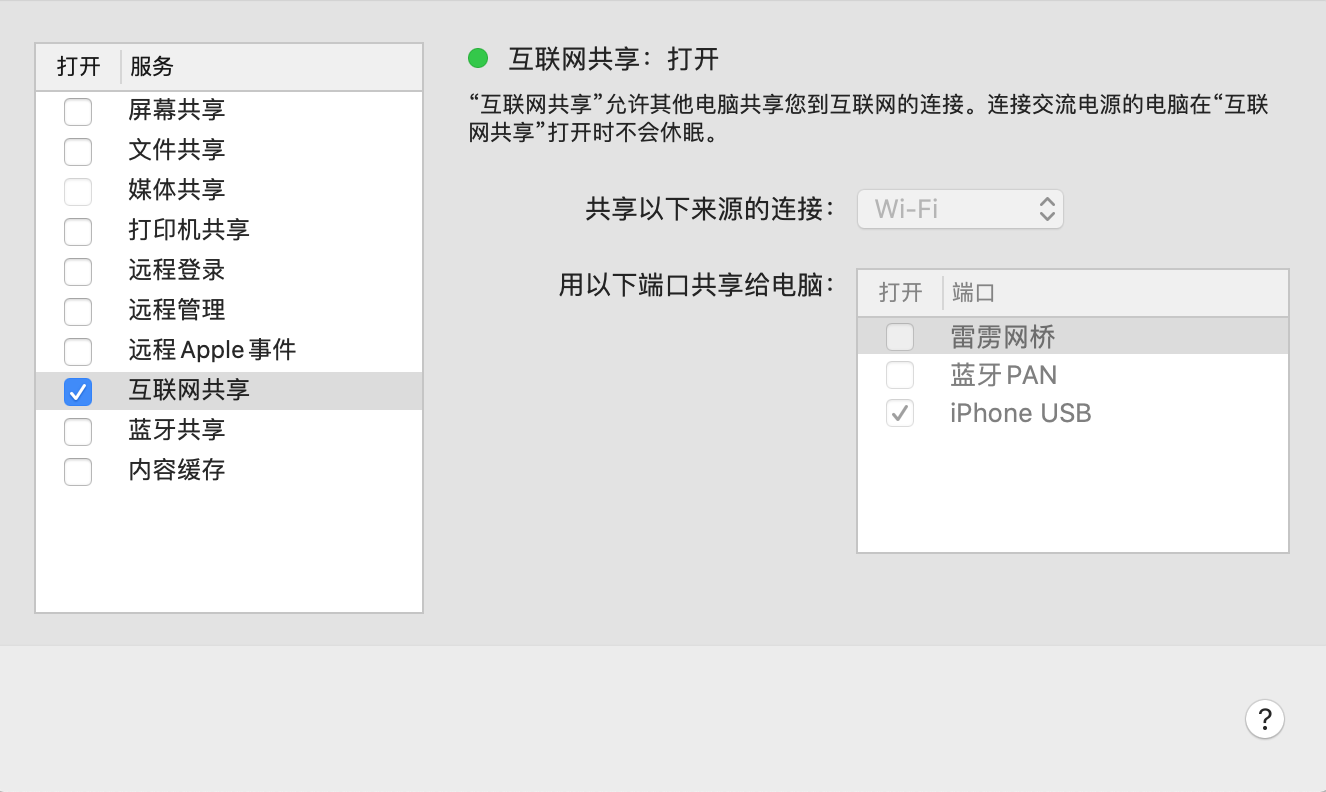 打开 服务
屏幕共享
文件共享
媒体共享
打印机共享
远程登录
远程管理
远程Apple事件
互联网共享
蓝牙共享
内容缓存
互联网共享：打开
“互联网共享”允许其他电脑共享您到互联网的连接。连接交流电源的电脑在“互联
网共享”打开时不会休眠。
共享以下来源的连接： Wi-Fi
用以下端口共享给电脑：
打开 端口
雷雳网桥
蓝牙PAN
iPhone USB
?